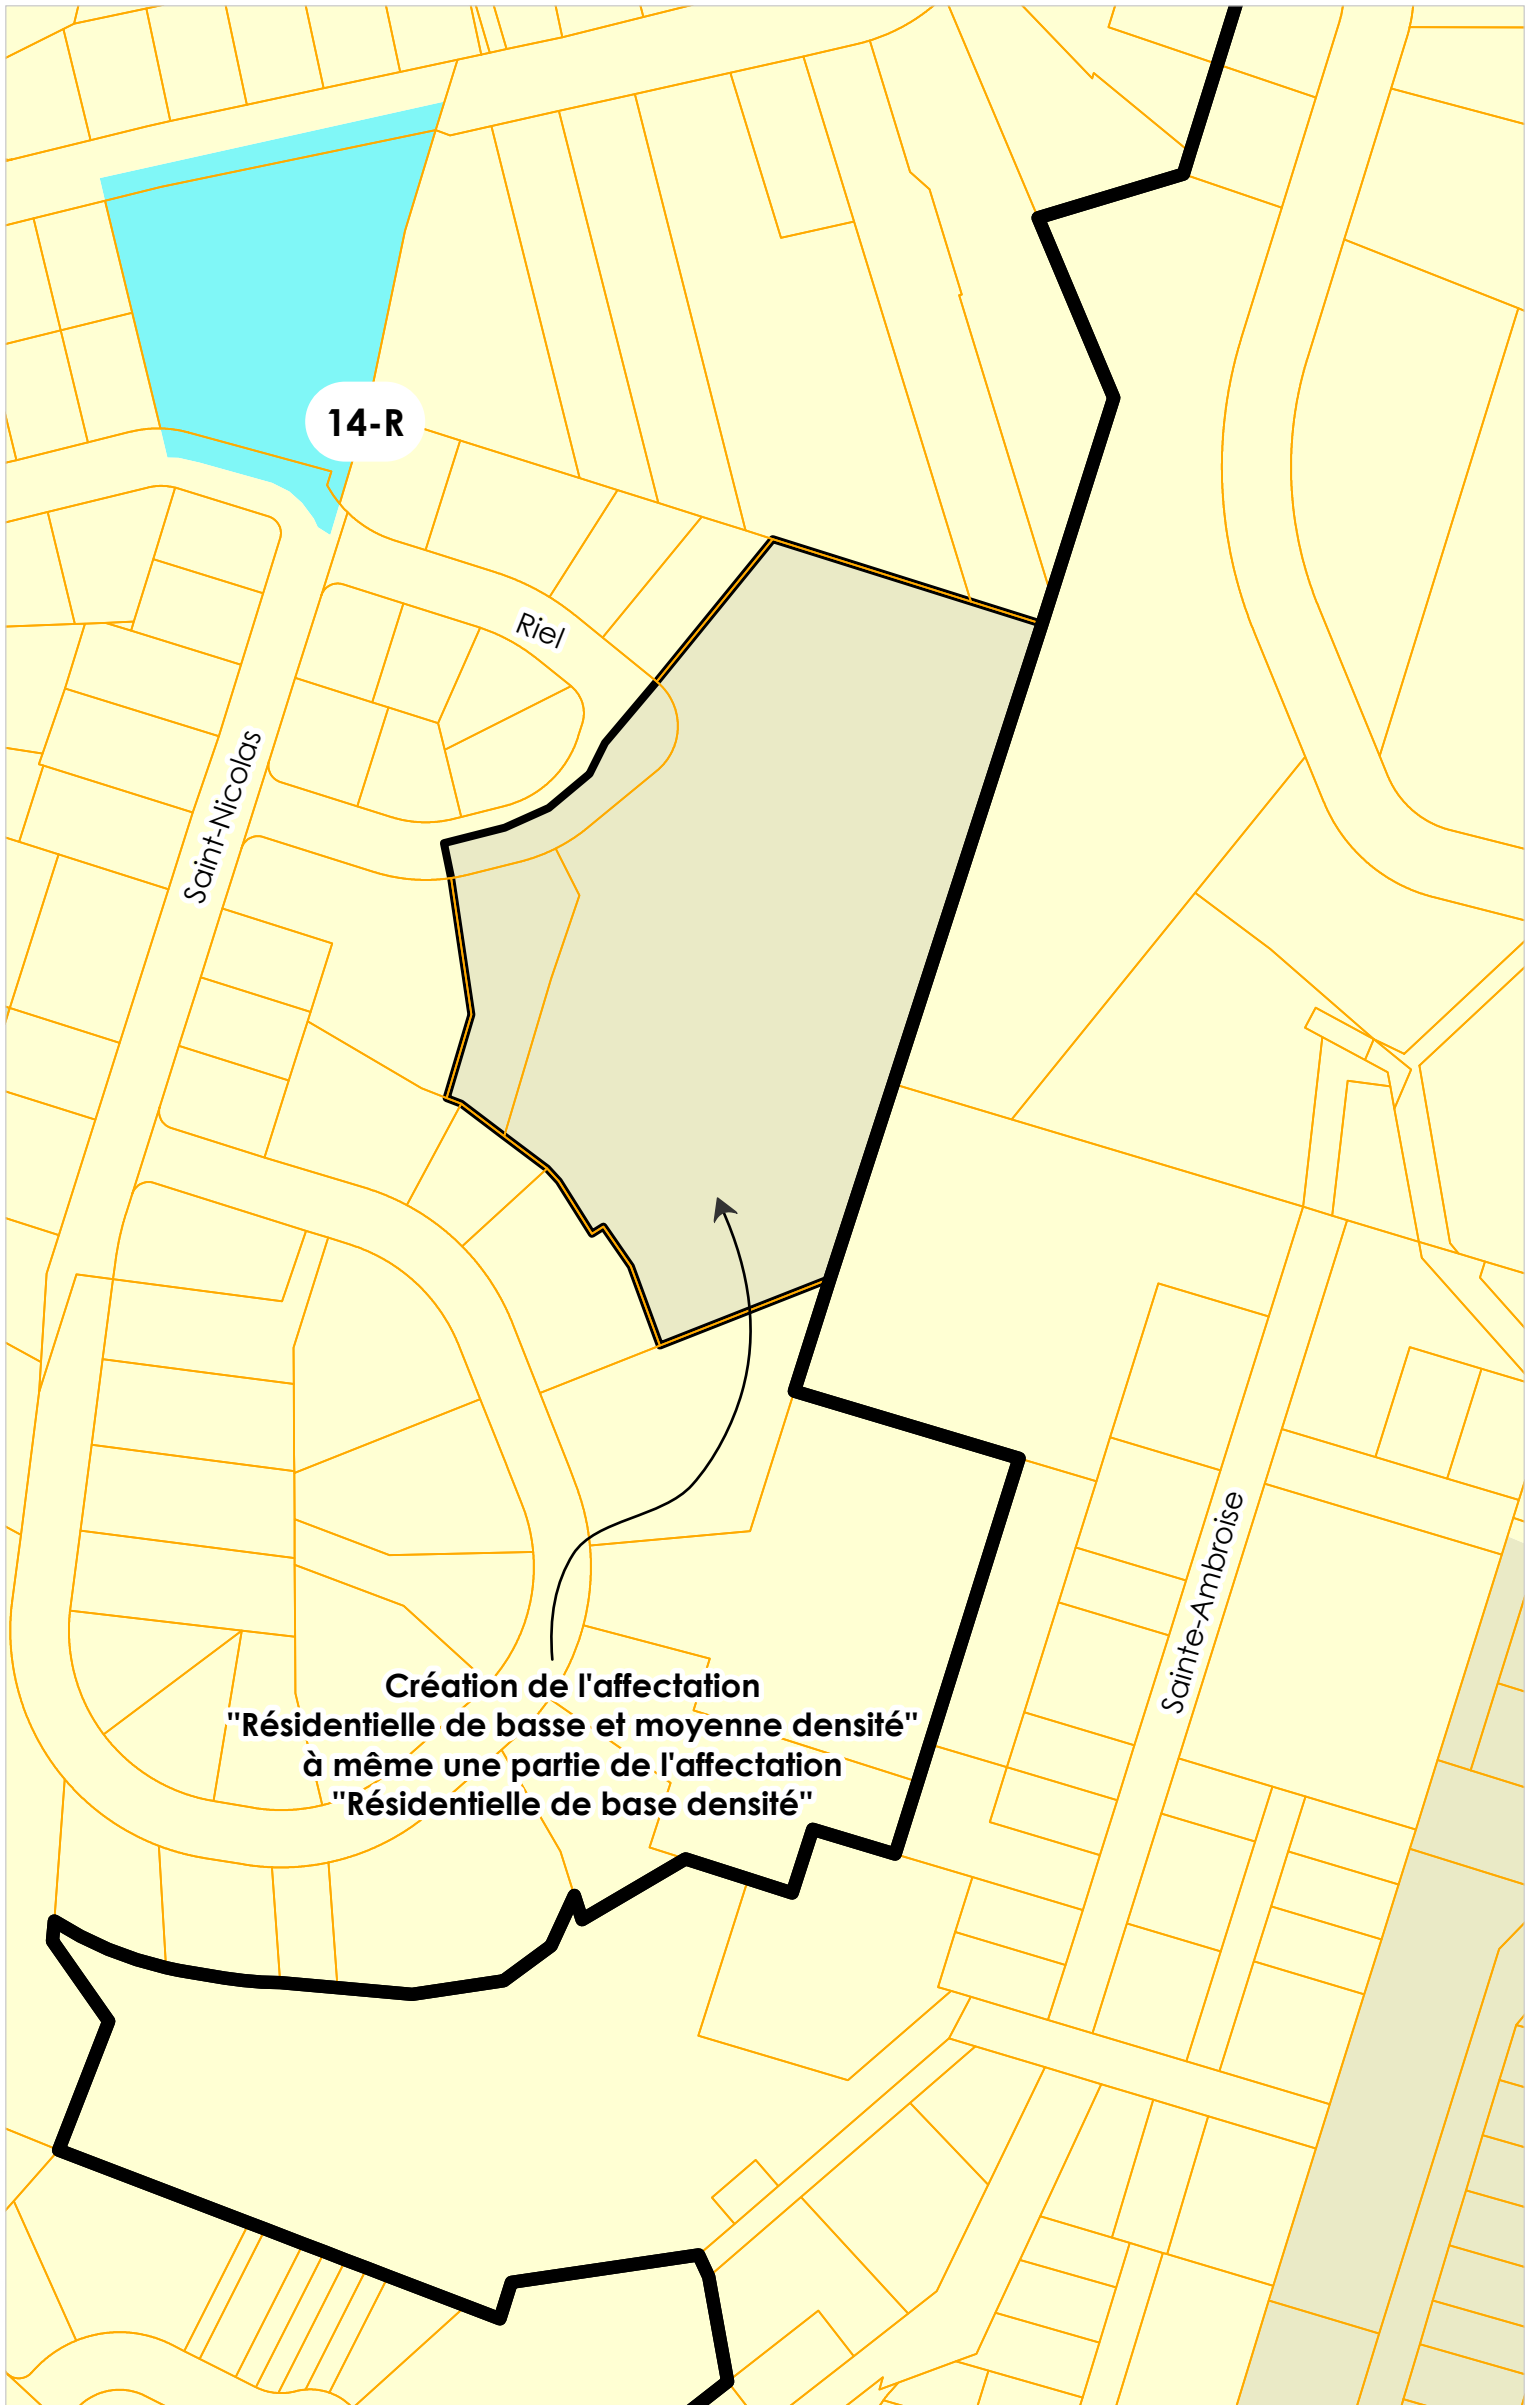 14-R
Riel
Saint-Nicolas
Sainte-Ambroise
Création de l'affectation
"Résidentielle de basse et moyenne densité"
à même une partie de l'affectation
"Résidentielle de base densité"